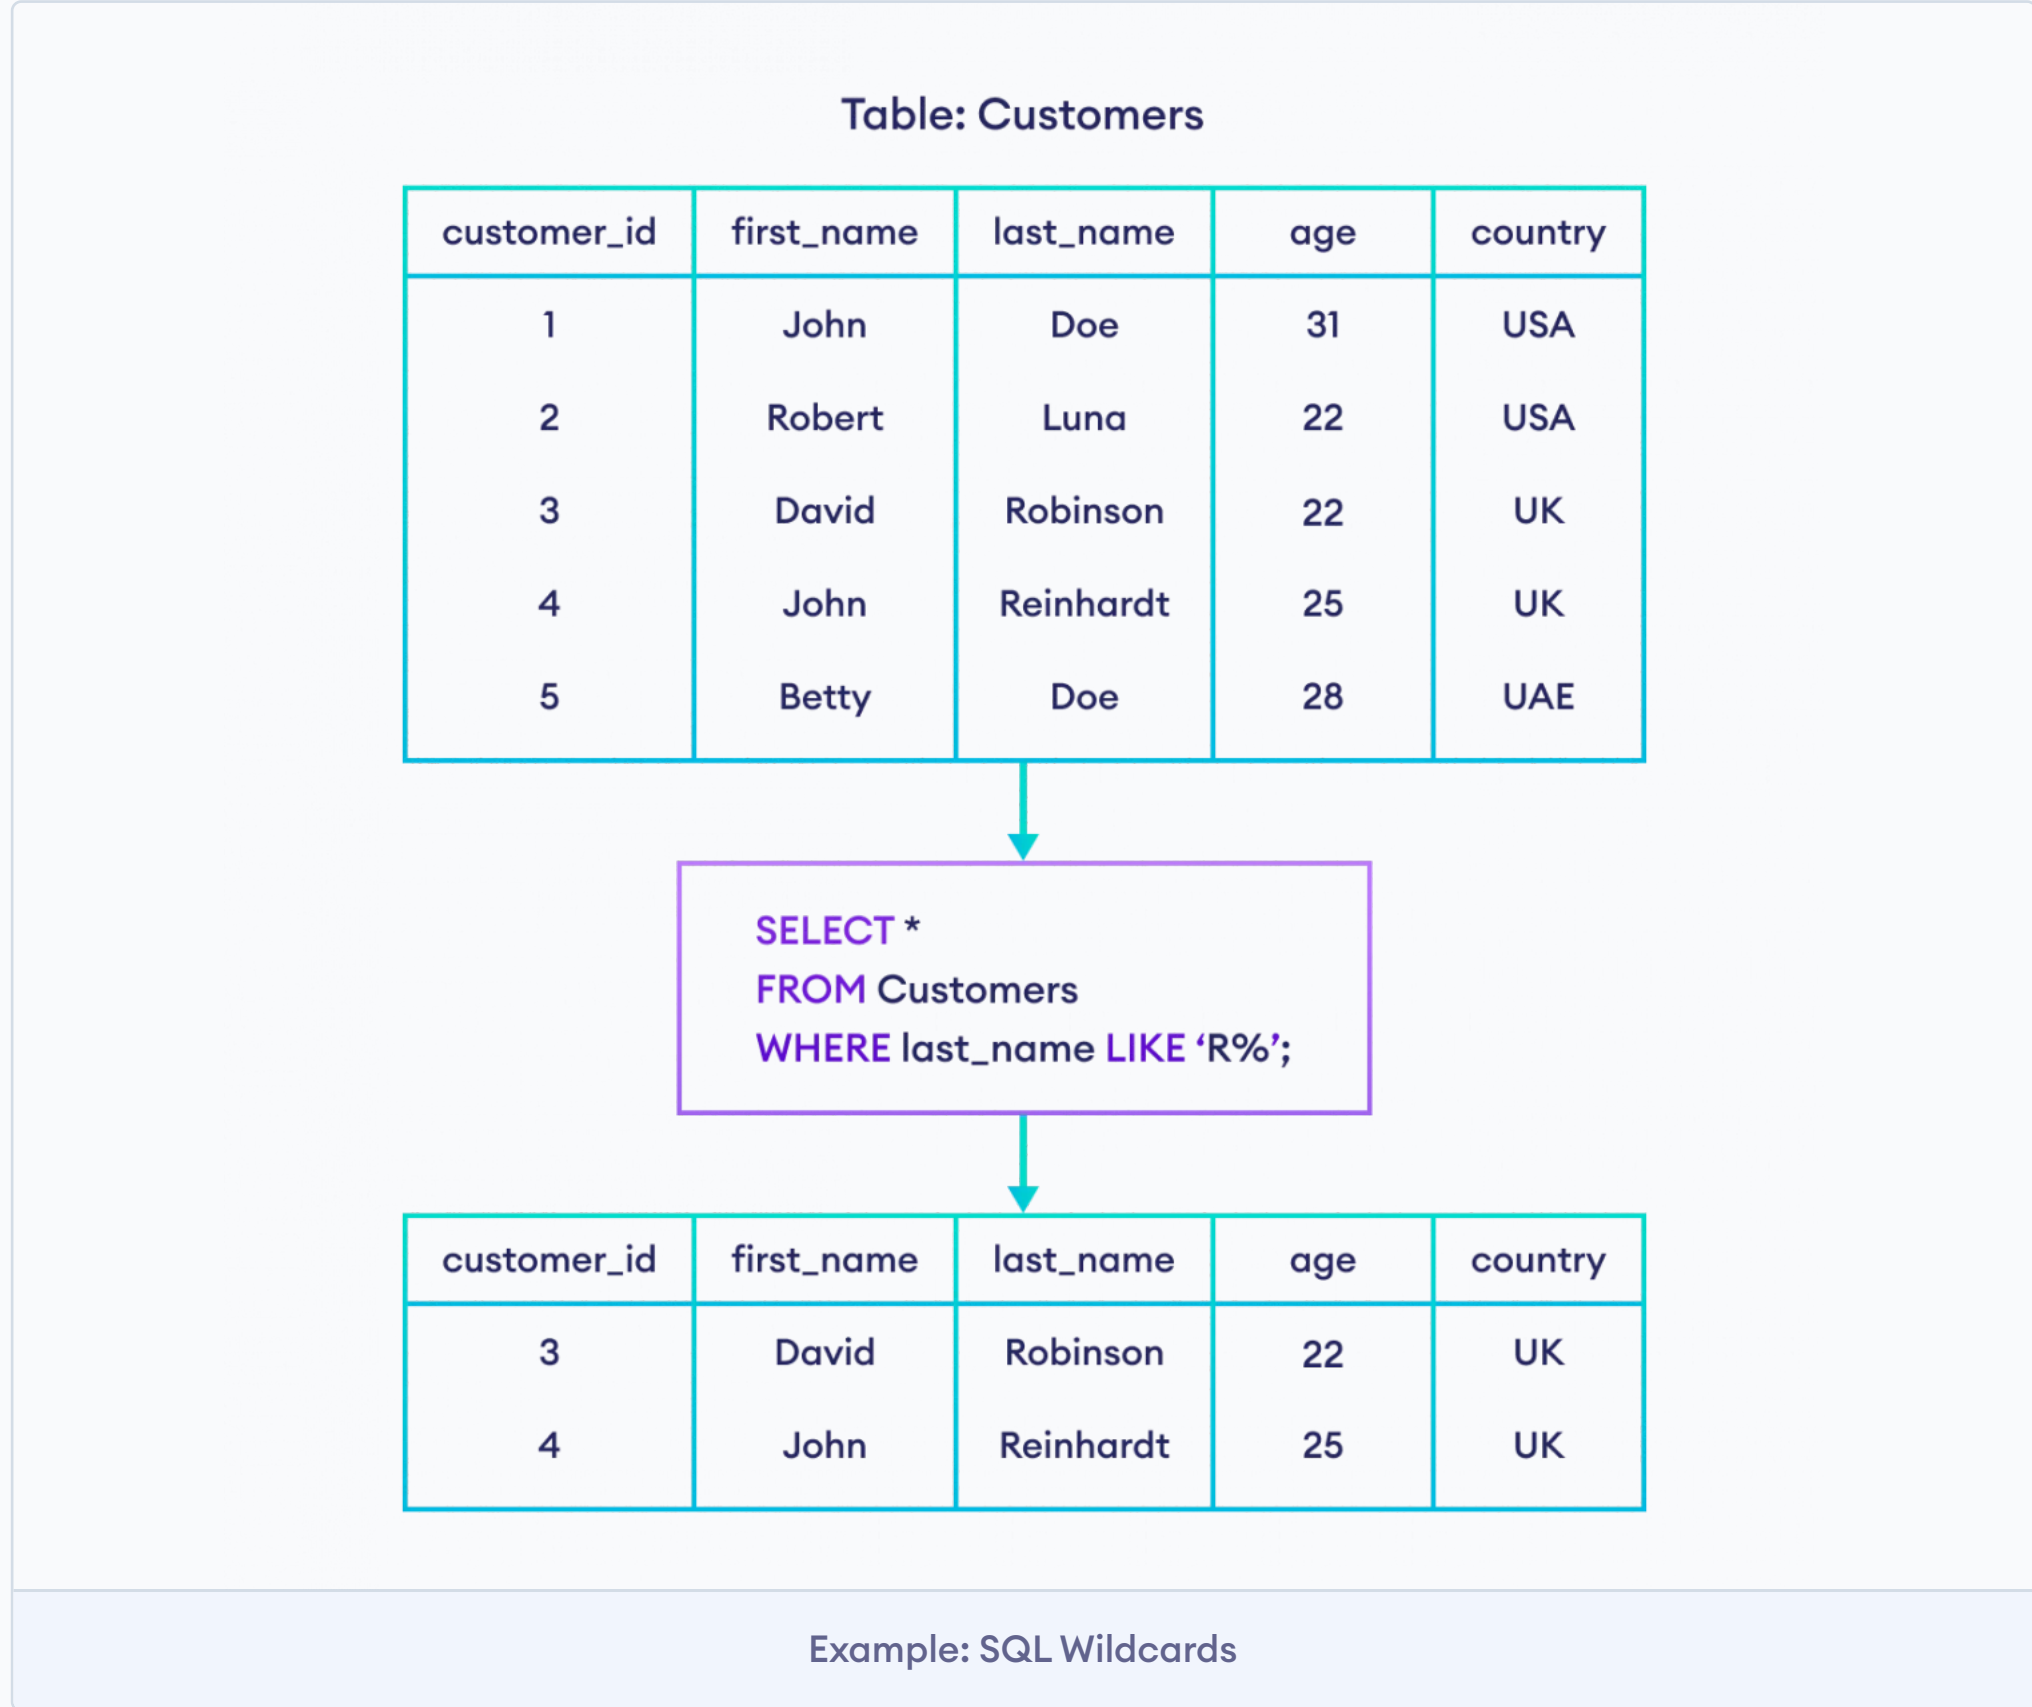 Table: Customers
customer_id first_name last_name age country
1 John Doe 31 USA
2 Robert Luna 22 USA
3 David Robinson 22 UK
4 John Reinhardt 25 UK
5 Betty Doe 28 UAE
SELECT *
FROM Customers
WHERE last_name LIKE ‘R%’;
customer_id first_name last_name age country
3 David Robinson 22 UK
4 John Reinhardt 25 UK
Example: SQL Wildcards